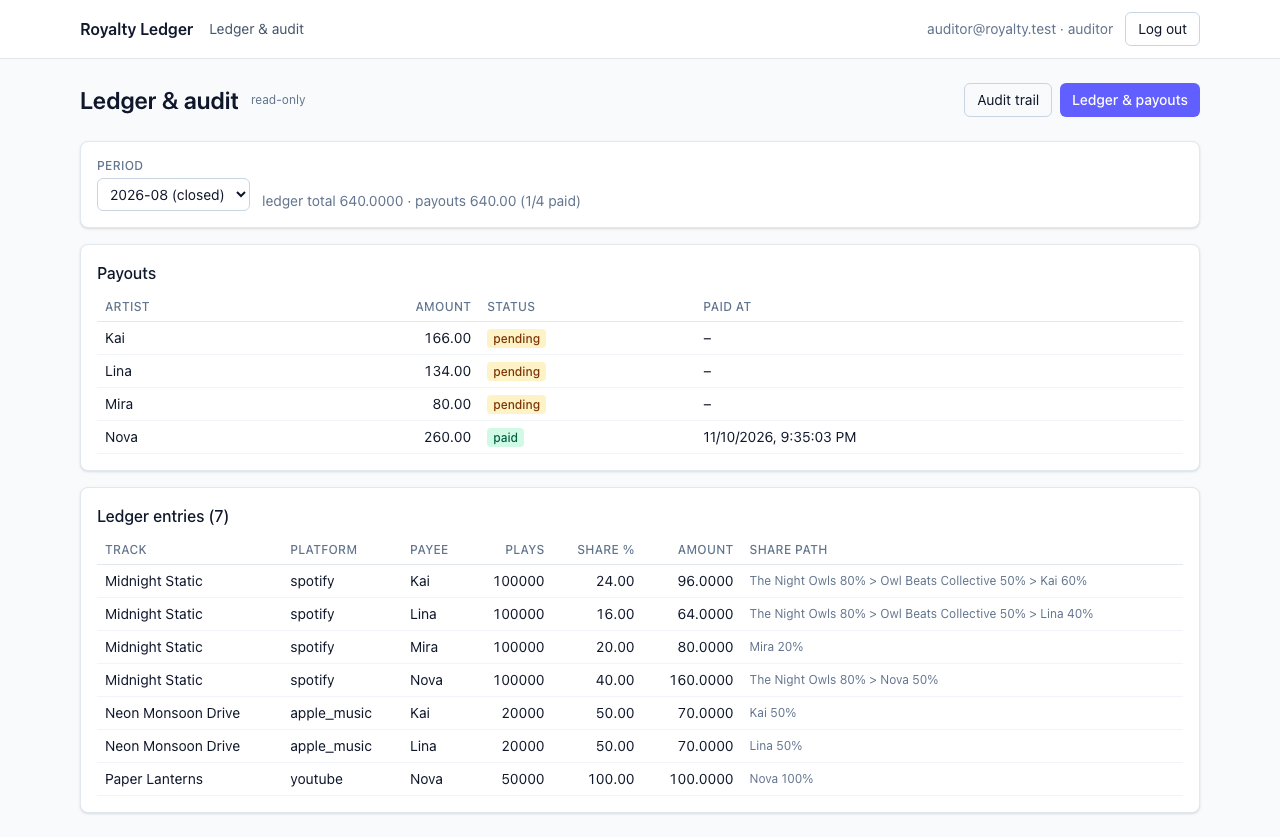 Royalty Ledger Ledger & audit auditor@royalty.test · auditor Log out
Ledger & audit read-only Audit trail Ledger & payouts
PERIOD
2026-08 (closed) ledger total 640.0000 · payouts 640.00 (1/4 paid)
Payouts
ARTIST AMOUNT STATUS PAID AT
Kai 166.00 pending –
Lina 134.00 pending –
Mira 80.00 pending –
Nova 260.00 paid 11/10/2026, 9:35:03 PM
Ledger entries (7)
TRACK PLATFORM PAYEE PLAYS SHARE % AMOUNT SHARE PATH
Midnight Static spotify Kai 100000 24.00 96.0000 The Night Owls 80% > Owl Beats Collective 50% > Kai 60%
Midnight Static spotify Lina 100000 16.00 64.0000 The Night Owls 80% > Owl Beats Collective 50% > Lina 40%
Midnight Static spotify Mira 100000 20.00 80.0000 Mira 20%
Midnight Static spotify Nova 100000 40.00 160.0000 The Night Owls 80% > Nova 50%
Neon Monsoon Drive apple_music Kai 20000 50.00 70.0000 Kai 50%
Neon Monsoon Drive apple_music Lina 20000 50.00 70.0000 Lina 50%
Paper Lanterns youtube Nova 50000 100.00 100.0000 Nova 100%